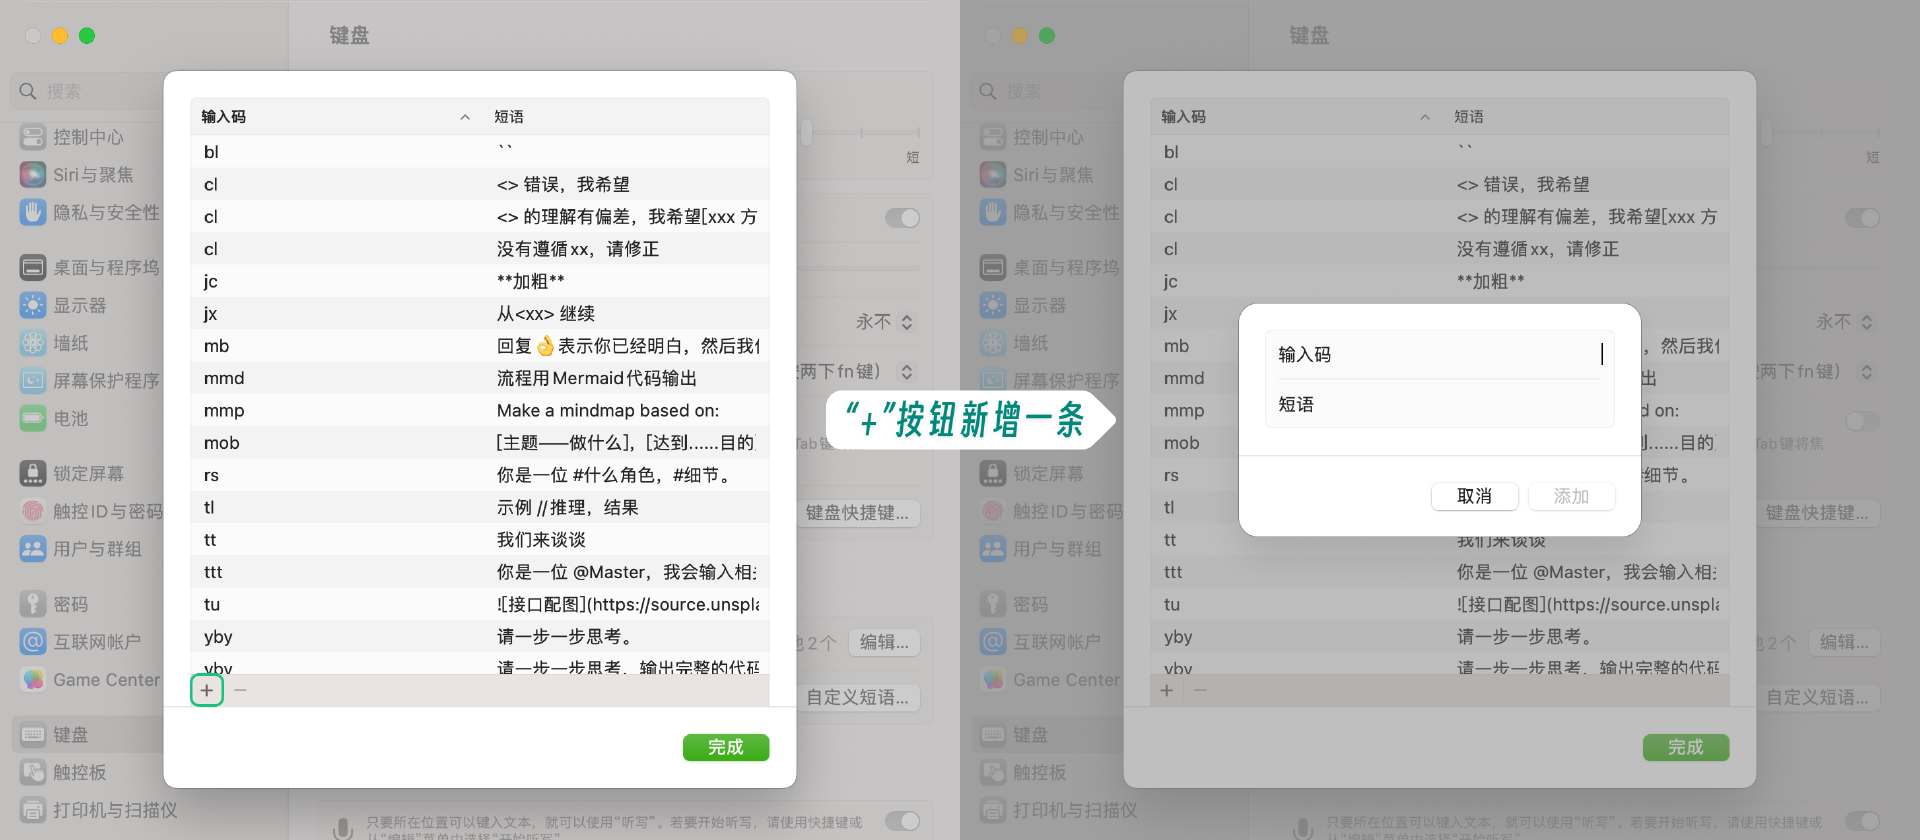 键盘
搜索
控制中心
Siri与聚焦
隐私与安全性
桌面与程序坞
显示器
墙纸
屏幕保护程序
电池
锁定屏幕
触控ID与密码
用户与群组
密码
互联网帐户
Game Center
键盘
触控板
打印机与扫描仪
输入码 短语
bl ``
cl <> 错误，我希望
cl <> 的理解有偏差，我希望[xxx 方
cl 没有遵循xx，请修正
jc **加粗**
jx 从<xx> 继续
mb 回复👌表示你已经明白，然后我
mmd 流程用Mermaid代码输出
mmp Make a mindmap based on:
mob [主题——做什么]，[达到......目的
rs 你是一位 #什么角色，#细节。
tl 示例 //推理，结果
tt 我们来谈谈
ttt 你是一位 @Master，我会输入相
tu ![接口配图](https://source.unspla
yby 请一步一步思考。
yby 请一步一步思考，输出完整的代码
+ −
完成
短
永不
按两下fn键)
Tab键
键盘快捷键...
他2个 编辑...
自定义短语...
只要所在位置可以键入文本，就可以使用“听写”。若要开始听写，请使用快捷键或
从“编辑”菜单中选择“开始听写”
“+”按钮新增一条
键盘
搜索
控制中心
Siri与聚焦
隐私与安全性
桌面与程序坞
显示器
墙纸
屏幕保护程序
锁定屏幕
触控ID与密码
用户与群组
密码
互联网帐户
Game Center
键盘
触控板
打印机与扫描仪
输入码 短语
bl ``
cl <> 错误，我希望
cl <> 的理解有偏差，我希望[xxx 方
cl 没有遵循xx，请修正
jc **加粗**
jx
mb ，然后我
mmd 出
mmp d on:
mob ......目的
rs 细节。
tl
tt 我们来谈谈
ttt 你是一位 @Master，我会输入相
tu ![接口配图](https://source.unspla
yby 请一步一步思考。
yby 请一步一步思考，输出完整的代码
+ −
完成
输入码
短语
取消 添加
短
永不
两下fn键)
Tab键将焦
键盘快捷键...
他2个 编辑...
自定义短语...
只要所在位置可以键入文本，就可以使用“听写”。若要开始听写，请使用快捷键或
从“编辑”菜单中选择“开始听写”